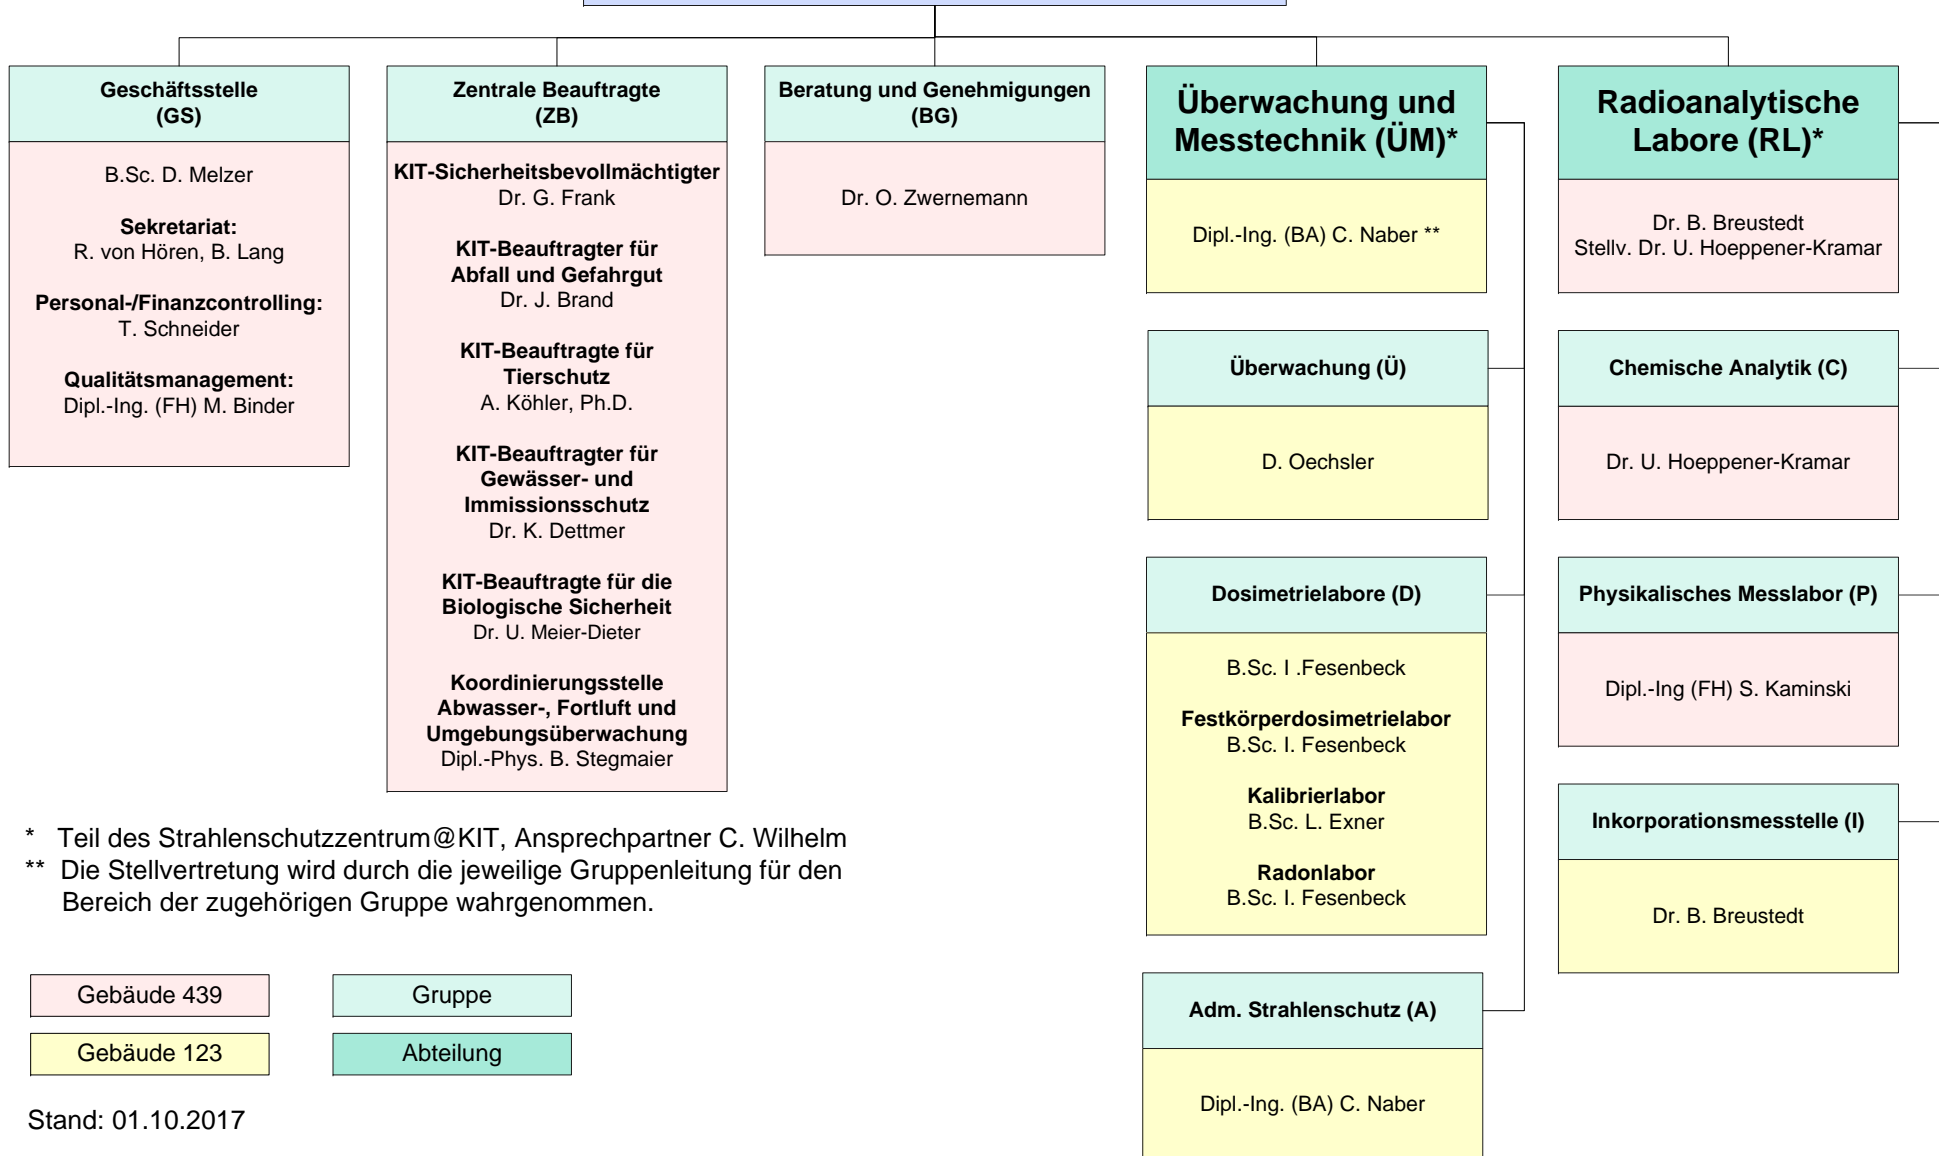 Geschäftsstelle
(GS)
B.Sc. D. Melzer
Sekretariat:
R. von Hören, B. Lang
Personal-/Finanzcontrolling:
T. Schneider
Qualitätsmanagement:
Dipl.-Ing. (FH) M. Binder
Zentrale Beauftragte
(ZB)
KIT-Sicherheitsbevollmächtigter
Dr. G. Frank
KIT-Beauftragter für
Abfall und Gefahrgut
Dr. J. Brand
KIT-Beauftragte für
Tierschutz
A. Köhler, Ph.D.
KIT-Beauftragter für
Gewässer- und
Immissionsschutz
Dr. K. Dettmer
KIT-Beauftragte für die
Biologische Sicherheit
Dr. U. Meier-Dieter
Koordinierungsstelle
Abwasser-, Fortluft und
Umgebungsüberwachung
Dipl.-Phys. B. Stegmaier
Beratung und Genehmigungen
(BG)
Dr. O. Zwernemann
Überwachung und
Messtechnik (ÜM)*
Dipl.-Ing. (BA) C. Naber **
Überwachung (Ü)
D. Oechsler
Dosimetrielabore (D)
B.Sc. I .Fesenbeck
Festkörperdosimetrielabor
B.Sc. I. Fesenbeck
Kalibrierlabor
B.Sc. L. Exner
Radonlabor
B.Sc. I. Fesenbeck
Adm. Strahlenschutz (A)
Dipl.-Ing. (BA) C. Naber
Radioanalytische
Labore (RL)*
Dr. B. Breustedt
Stellv. Dr. U. Hoeppener-Kramar
Chemische Analytik (C)
Dr. U. Hoeppener-Kramar
Physikalisches Messlabor (P)
Dipl.-Ing (FH) S. Kaminski
Inkorporationsmesstelle (I)
Dr. B. Breustedt
* Teil des Strahlenschutzzentrum@KIT, Ansprechpartner C. Wilhelm
** Die Stellvertretung wird durch die jeweilige Gruppenleitung für den
Bereich der zugehörigen Gruppe wahrgenommen.
Gebäude 439
Gruppe
Gebäude 123
Abteilung
Stand: 01.10.2017